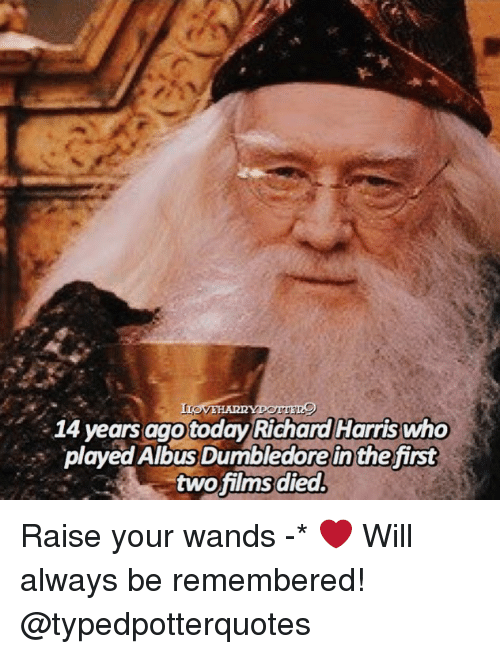 ILOVEHARRYPOTTER9
14 years ago today Richard Harris who
played Albus Dumbledore in the first
two films died.
Raise your wands -* ❤ Will
always be remembered!
@typedpotterquotes